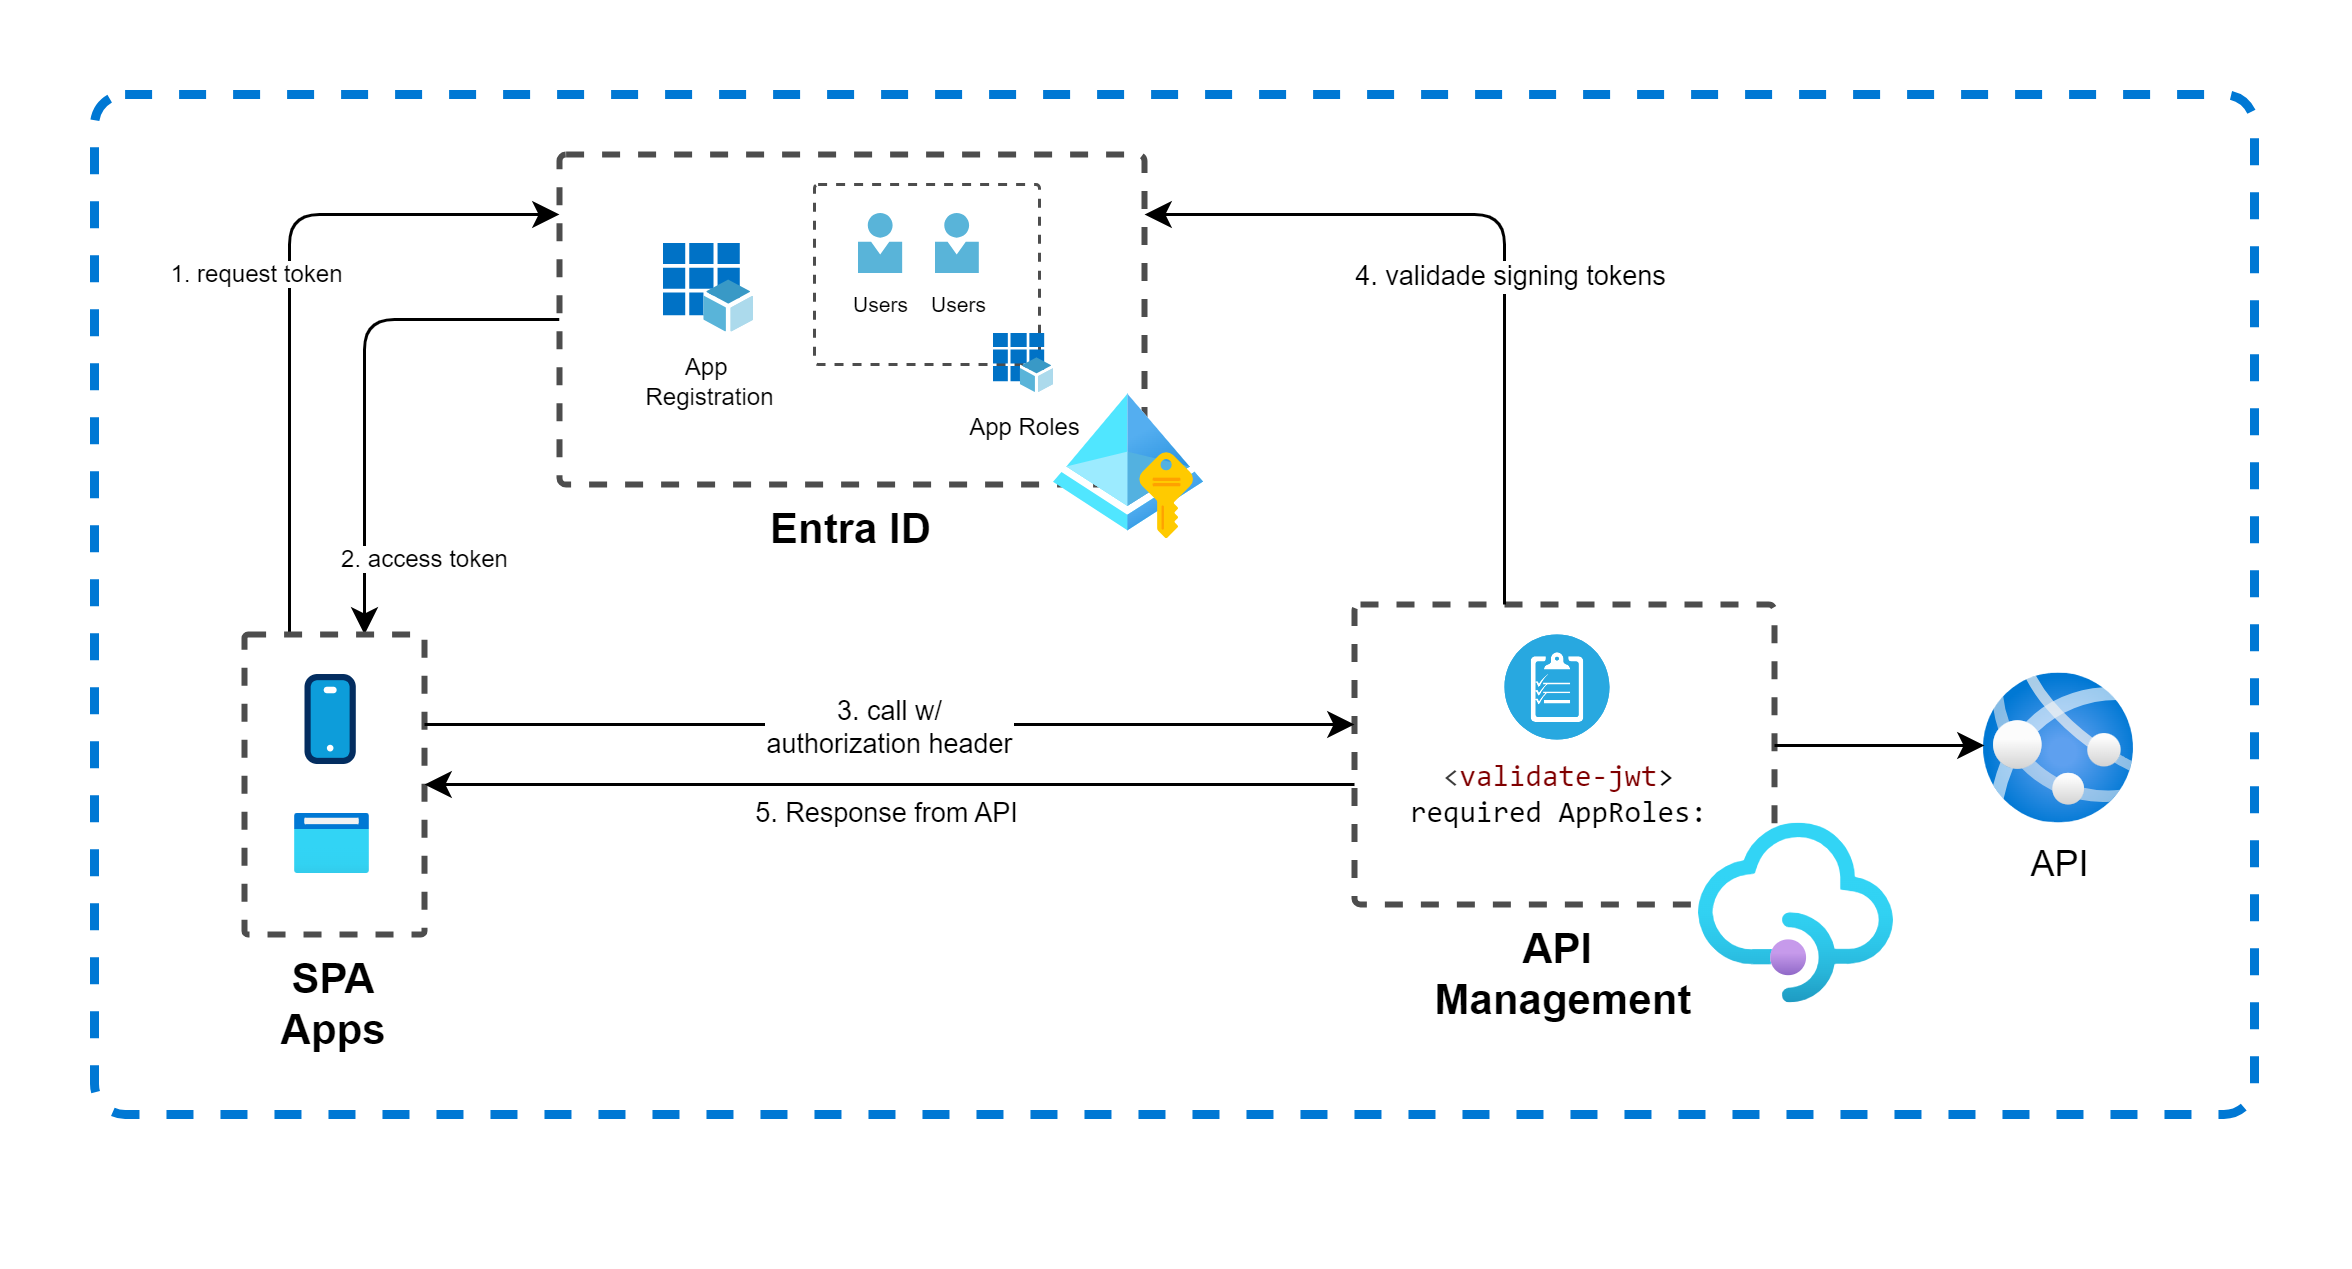 1. request token
Users
Users
App
Registration
App Roles
Entra ID
4. validade signing tokens
2. access token
3. call w/
authorization header
5. Response from API
<validate-jwt>
required AppRoles:
API
API
Management
SPA
Apps